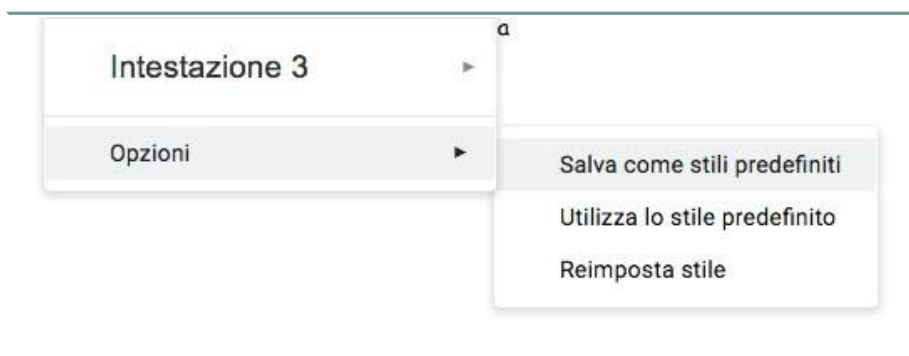 a
Intestazione 3
Opzioni
Salva come stili predefiniti
Utilizza lo stile predefinito
Reimposta stile